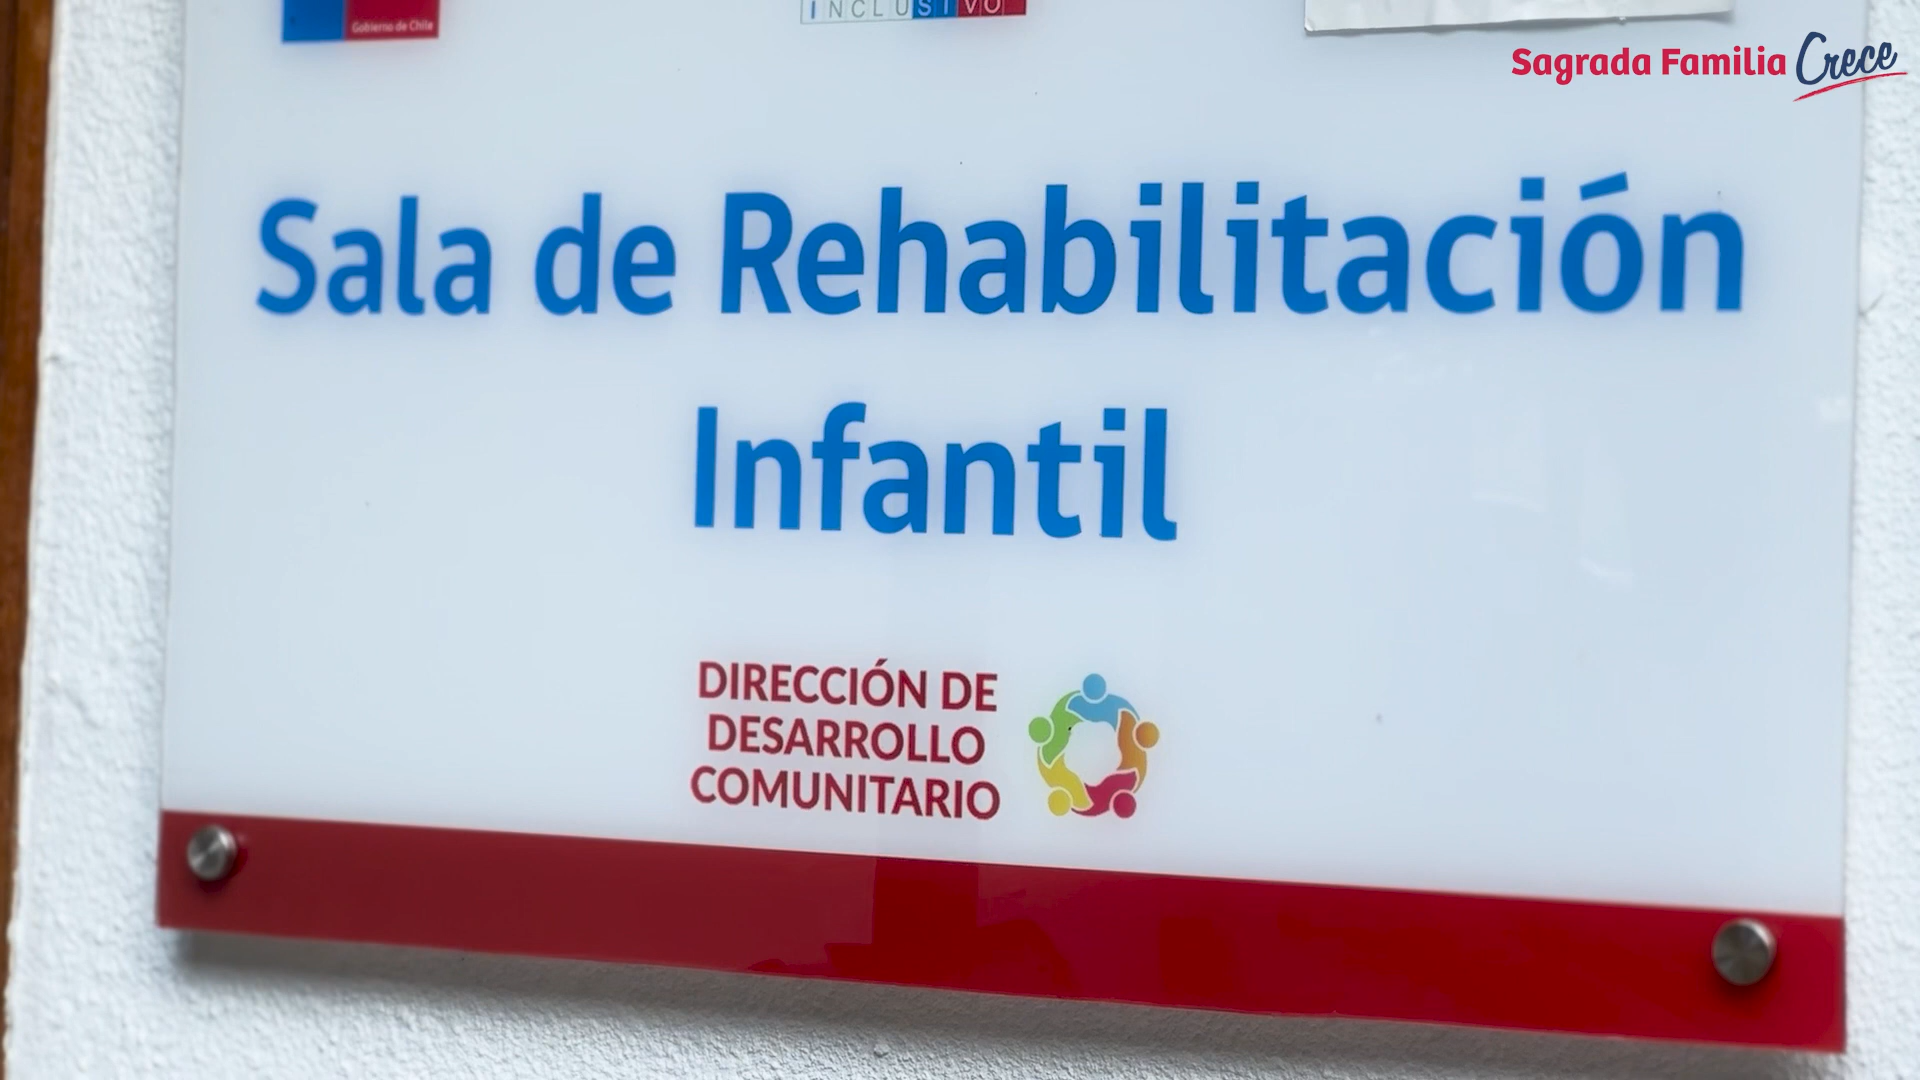 Gobierno de Chile
INCLUSIVO
Sagrada Familia Crece
Sala de Rehabilitación
Infantil
DIRECCIÓN DE
DESARROLLO
COMUNITARIO